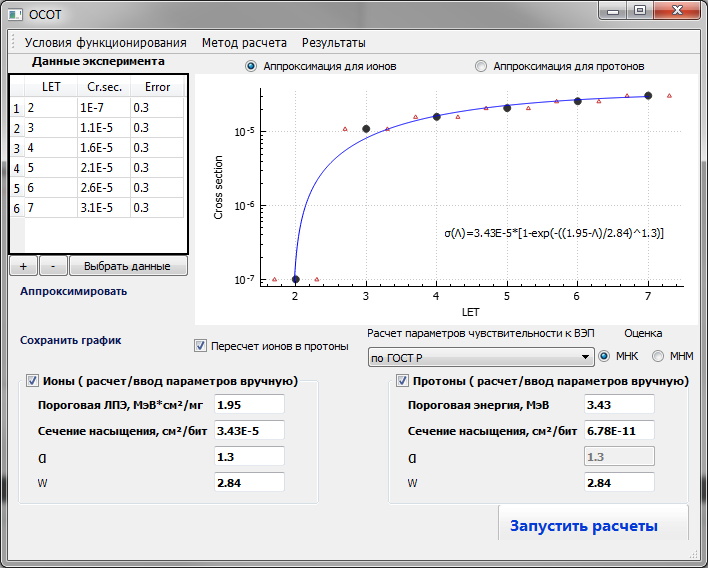 ОСОТ
Условия функционирования Метод расчета Результаты
Данные эксперимента
Аппроксимация для ионов Аппроксимация для протонов
LET Cr.sec. Error
1 2 1E-7 0.3
2 3 1.1E-5 0.3
3 4 1.6E-5 0.3
4 5 2.1E-5 0.3
5 6 2.6E-5 0.3
6 7 3.1E-5 0.3
+ - Выбрать данные
Аппроксимировать
Сохранить график
Cross section
10⁻⁵
10⁻⁶
10⁻⁷
σ(Λ)=3.43E-5*[1-exp(-((1.95-Λ)/2.84)^1.3)]
2 3 4 5 6 7
LET
Пересчет ионов в протоны
Расчет параметров чувствительности к ВЭП Оценка
по ГОСТ Р МНК МНМ
Ионы ( расчет/ввод параметров вручную)
Пороговая ЛПЭ, МэВ*см²/мг 1.95
Сечение насыщения, см²/бит 3.43E-5
α 1.3
W 2.84
Протоны ( расчет/ввод параметров вручную)
Пороговая энергия, МэВ 3.43
Сечение насыщения, см²/бит 6.78E-11
α 1.3
W 2.84
Запустить расчеты